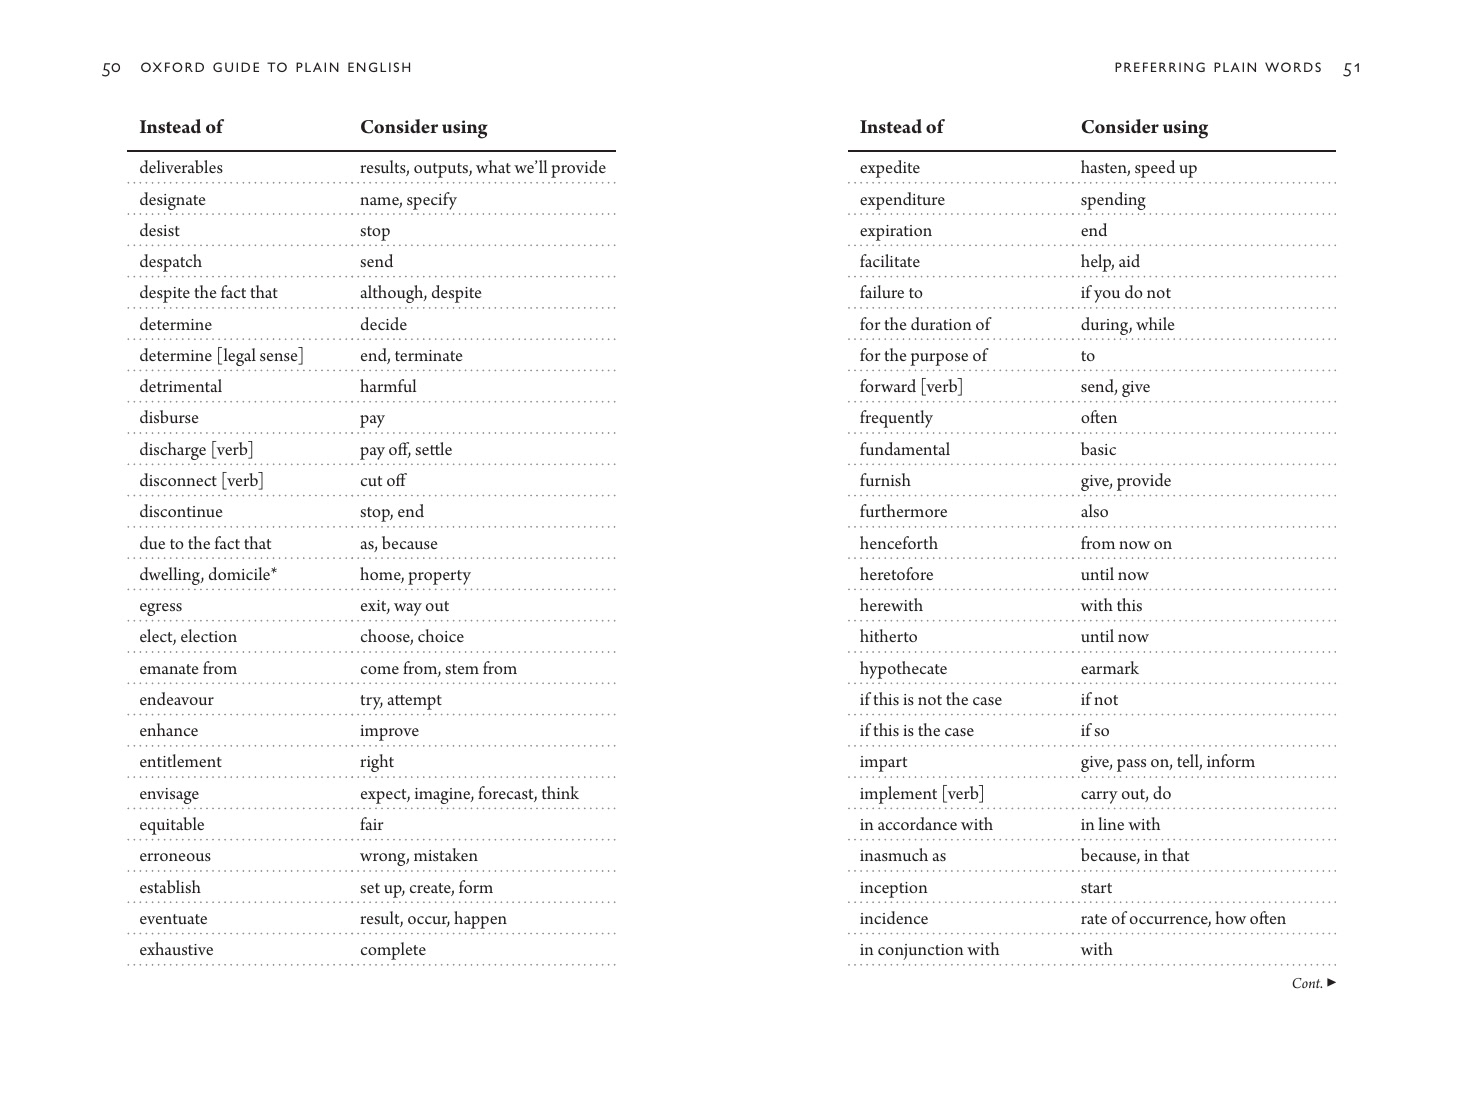 50 OXFORD GUIDE TO PLAIN ENGLISH
Instead of Consider using
deliverables results, outputs, what we’ll provide
designate name, specify
desist stop
despatch send
despite the fact that although, despite
determine decide
determine [legal sense] end, terminate
detrimental harmful
disburse pay
discharge [verb] pay off, settle
disconnect [verb] cut off
discontinue stop, end
due to the fact that as, because
dwelling, domicile* home, property
egress exit, way out
elect, election choose, choice
emanate from come from, stem from
endeavour try, attempt
enhance improve
entitlement right
envisage expect, imagine, forecast, think
equitable fair
erroneous wrong, mistaken
establish set up, create, form
eventuate result, occur, happen
exhaustive complete
PREFERRING PLAIN WORDS 51
Instead of Consider using
expedite hasten, speed up
expenditure spending
expiration end
facilitate help, aid
failure to if you do not
for the duration of during, while
for the purpose of to
forward [verb] send, give
frequently often
fundamental basic
furnish give, provide
furthermore also
henceforth from now on
heretofore until now
herewith with this
hitherto until now
hypothecate earmark
if this is not the case if not
if this is the case if so
impart give, pass on, tell, inform
implement [verb] carry out, do
in accordance with in line with
inasmuch as because, in that
inception start
incidence rate of occurrence, how often
in conjunction with with
Cont. ▶